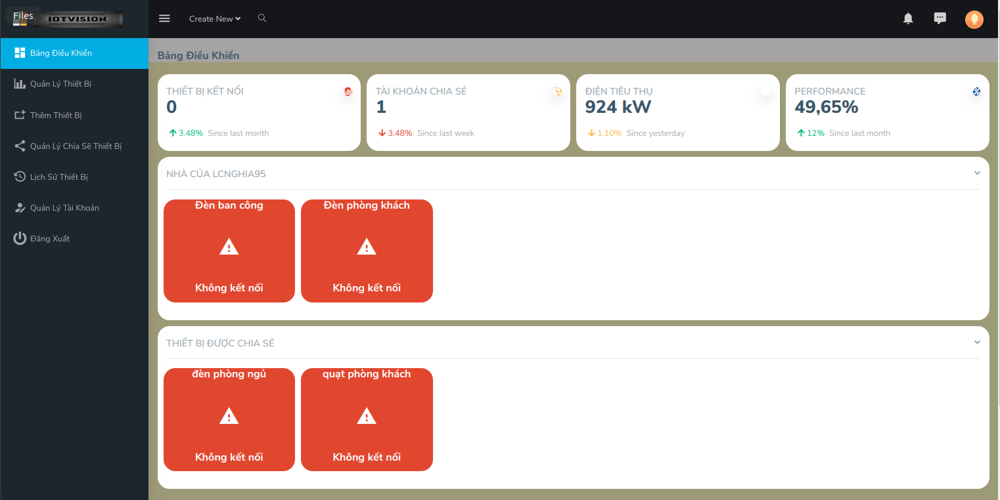 Files
IOTVISION
Create New
Bảng Điều Khiển
Quản Lý Thiết Bị
Thêm Thiết Bị
Quản Lý Chia Sẽ Thiết Bị
Lịch Sử Thiết Bị
Quản Lý Tài Khoản
Đăng Xuất
Bảng Điều Khiển
THIẾT BỊ KẾT NỐI
0
3.48% Since last month
TÀI KHOẢN CHIA SẺ
1
3.48% Since last week
ĐIỆN TIÊU THỤ
924 kW
1.10% Since yesterday
PERFORMANCE
49,65%
12% Since last month
NHÀ CỦA LCNGHIA95
Đèn ban công
Không kết nối
Đèn phòng khách
Không kết nối
THIẾT BỊ ĐƯỢC CHIA SẺ
đèn phòng ngủ
Không kết nối
quạt phòng khách
Không kết nối